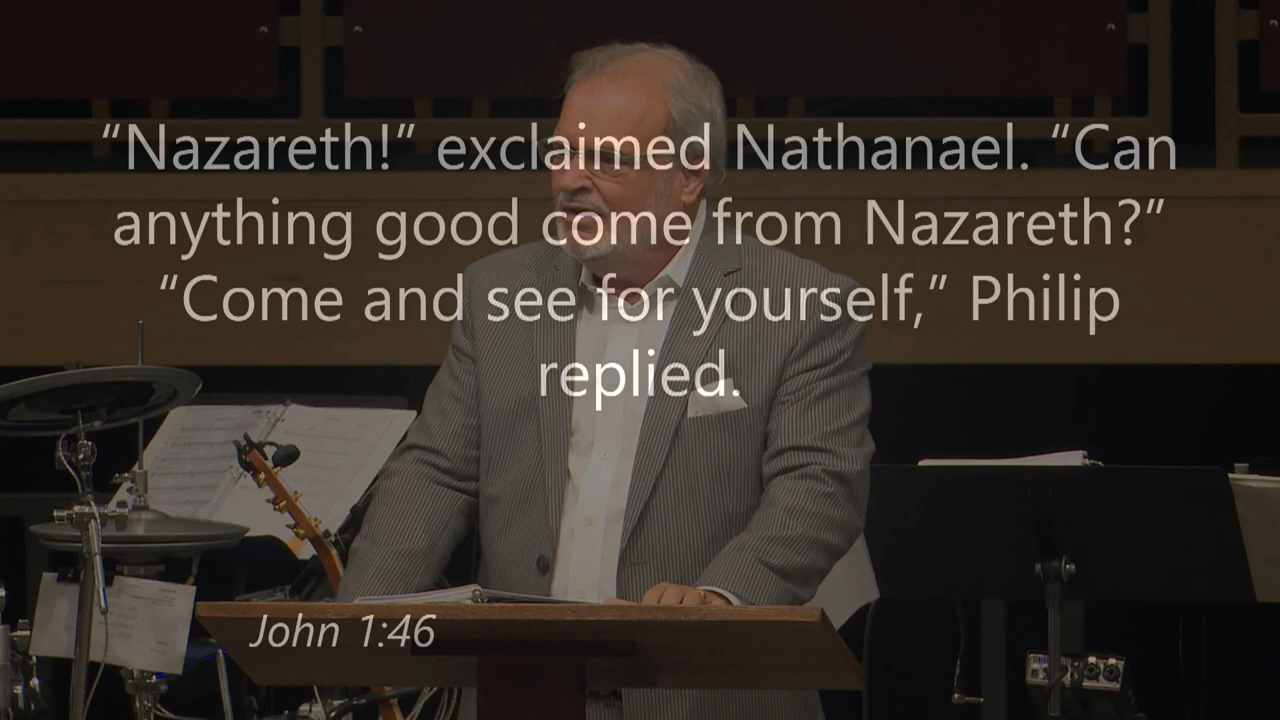 “Nazareth!” exclaimed Nathanael. “Can
anything good come from Nazareth?”
“Come and see for yourself,” Philip
replied.
John 1:46